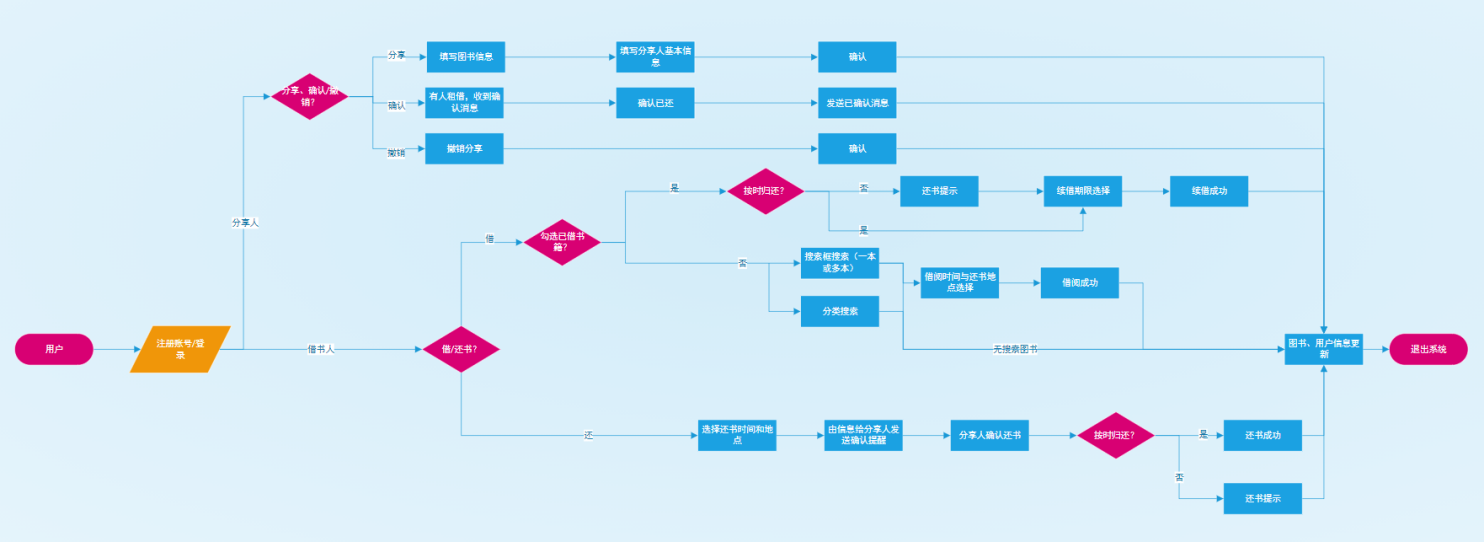 分享
填写图书信息
填写分享人基本信
息
确认
分享、确认/撤
销?
确认
有人租借，收到确
认消息
确认已还
发送已确认消息
撤销
撤销分享
确认
分享人
是
按时归还?
否
还书提示
续借期限选择
续借成功
是
借
勾选已借书
籍?
否
搜索框搜索（一本
或多本）
借阅时间与还书地
点选择
借阅成功
分类搜索
用户
注册账号/登
录
借书人
借/还书?
无搜索图书
图书、用户信息更
新
退出系统
还
选择还书时间和地
点
由信息给分享人发
送确认提醒
分享人确认还书
按时归还?
是
还书成功
否
还书提示